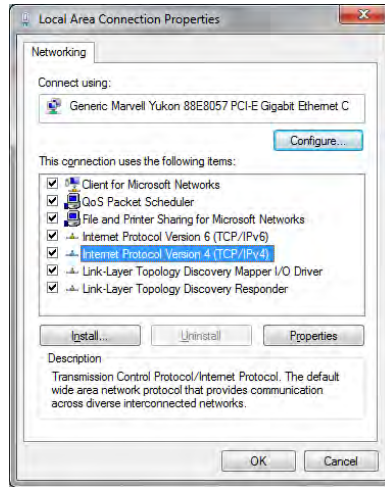 Local Area Connection Properties
Networking
Connect using:
Generic Marvell Yukon 88E8057 PCI-E Gigabit Ethernet C
Configure...
This connection uses the following items:
Client for Microsoft Networks
QoS Packet Scheduler
File and Printer Sharing for Microsoft Networks
Internet Protocol Version 6 (TCP/IPv6)
Internet Protocol Version 4 (TCP/IPv4)
Link-Layer Topology Discovery Mapper I/O Driver
Link-Layer Topology Discovery Responder
Install... Uninstall Properties
Description
Transmission Control Protocol/Internet Protocol. The default
wide area network protocol that provides communication
across diverse interconnected networks.
OK Cancel